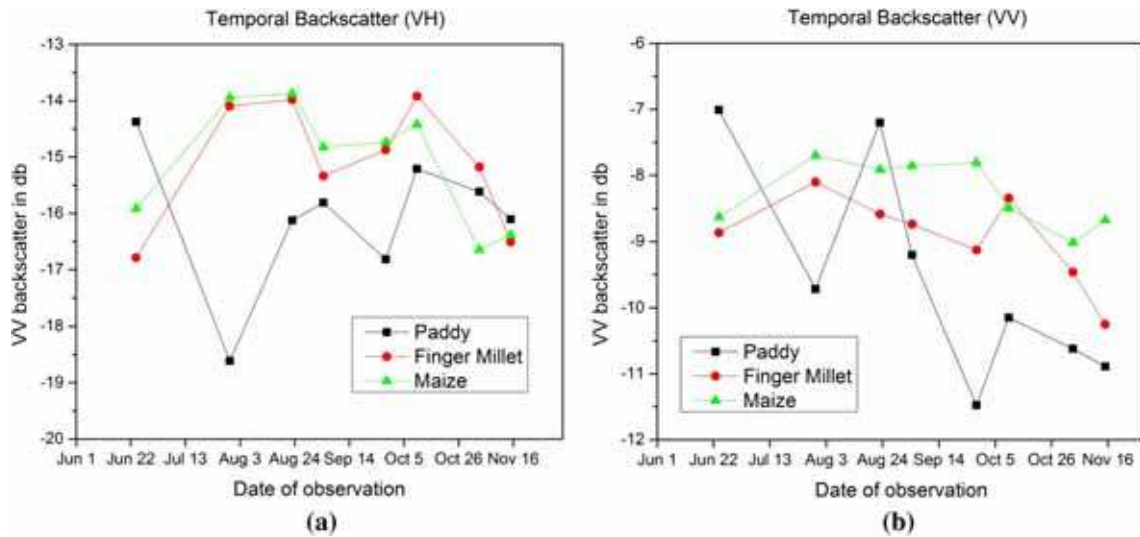 Temporal Backscatter (VH)
VV backscatter in db
-13
-14
-15
-16
-17
-18
-19
-20
Paddy
Finger Millet
Maize
Jun 1 Jun 22 Jul 13 Aug 3 Aug 24 Sep 14 Oct 5 Oct 26 Nov 16
Date of observation
(a)
Temporal Backscatter (VV)
VV backscatter in db
-6
-7
-8
-9
-10
-11
-12
Paddy
Finger Millet
Maize
Jun 1 Jun 22 Jul 13 Aug 3 Aug 24 Sep 14 Oct 5 Oct 26 Nov 16
Date of observation
(b)